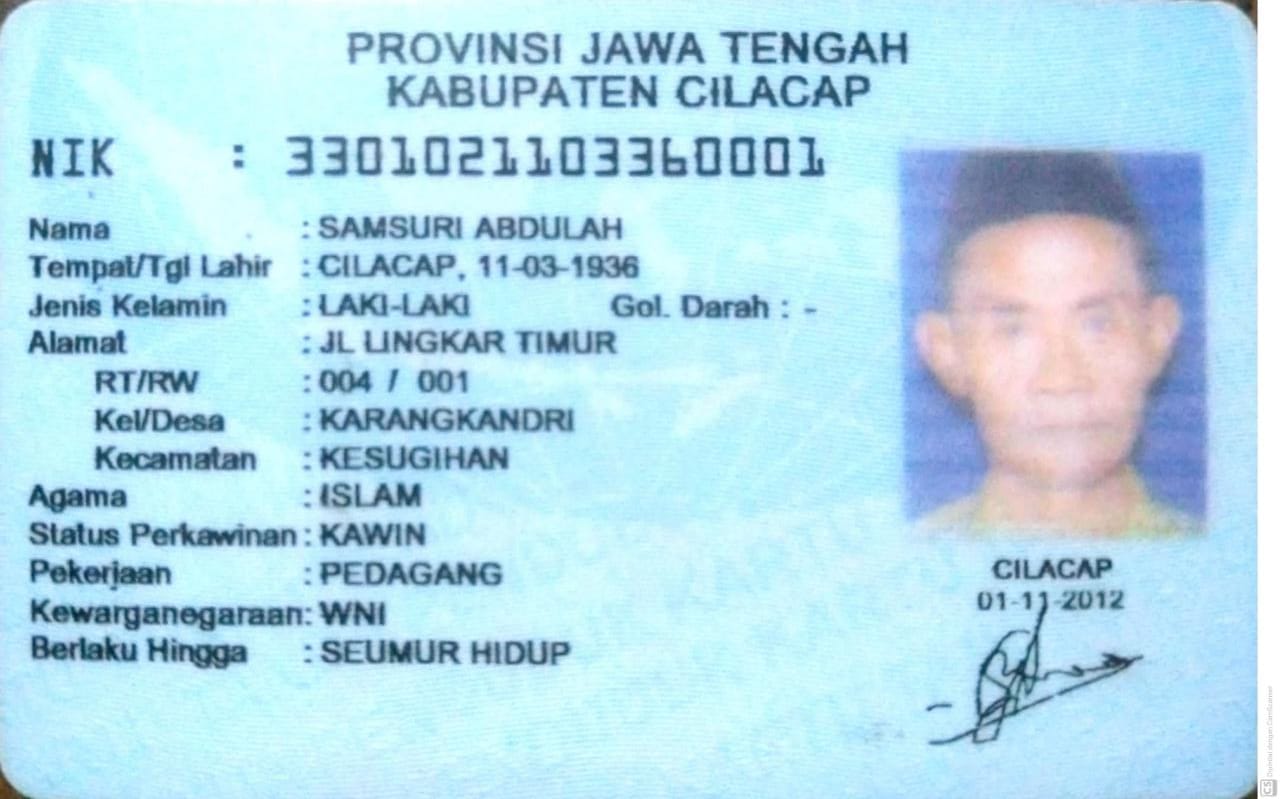 PROVINSI JAWA TENGAH
KABUPATEN CILACAP
NIK : 3301021103360001
Nama : SAMSURI ABDULAH
Tempat/Tgl Lahir : CILACAP, 11-03-1936
Jenis Kelamin : LAKI-LAKI Gol. Darah : -
Alamat : JL LINGKAR TIMUR
RT/RW : 004 / 001
Kel/Desa : KARANGKANDRI
Kecamatan : KESUGIHAN
Agama : ISLAM
Status Perkawinan : KAWIN
Pekerjaan : PEDAGANG
Kewarganegaraan : WNI
Berlaku Hingga : SEUMUR HIDUP
CILACAP
01-11-2012
CS Dipindai dengan CamScanner